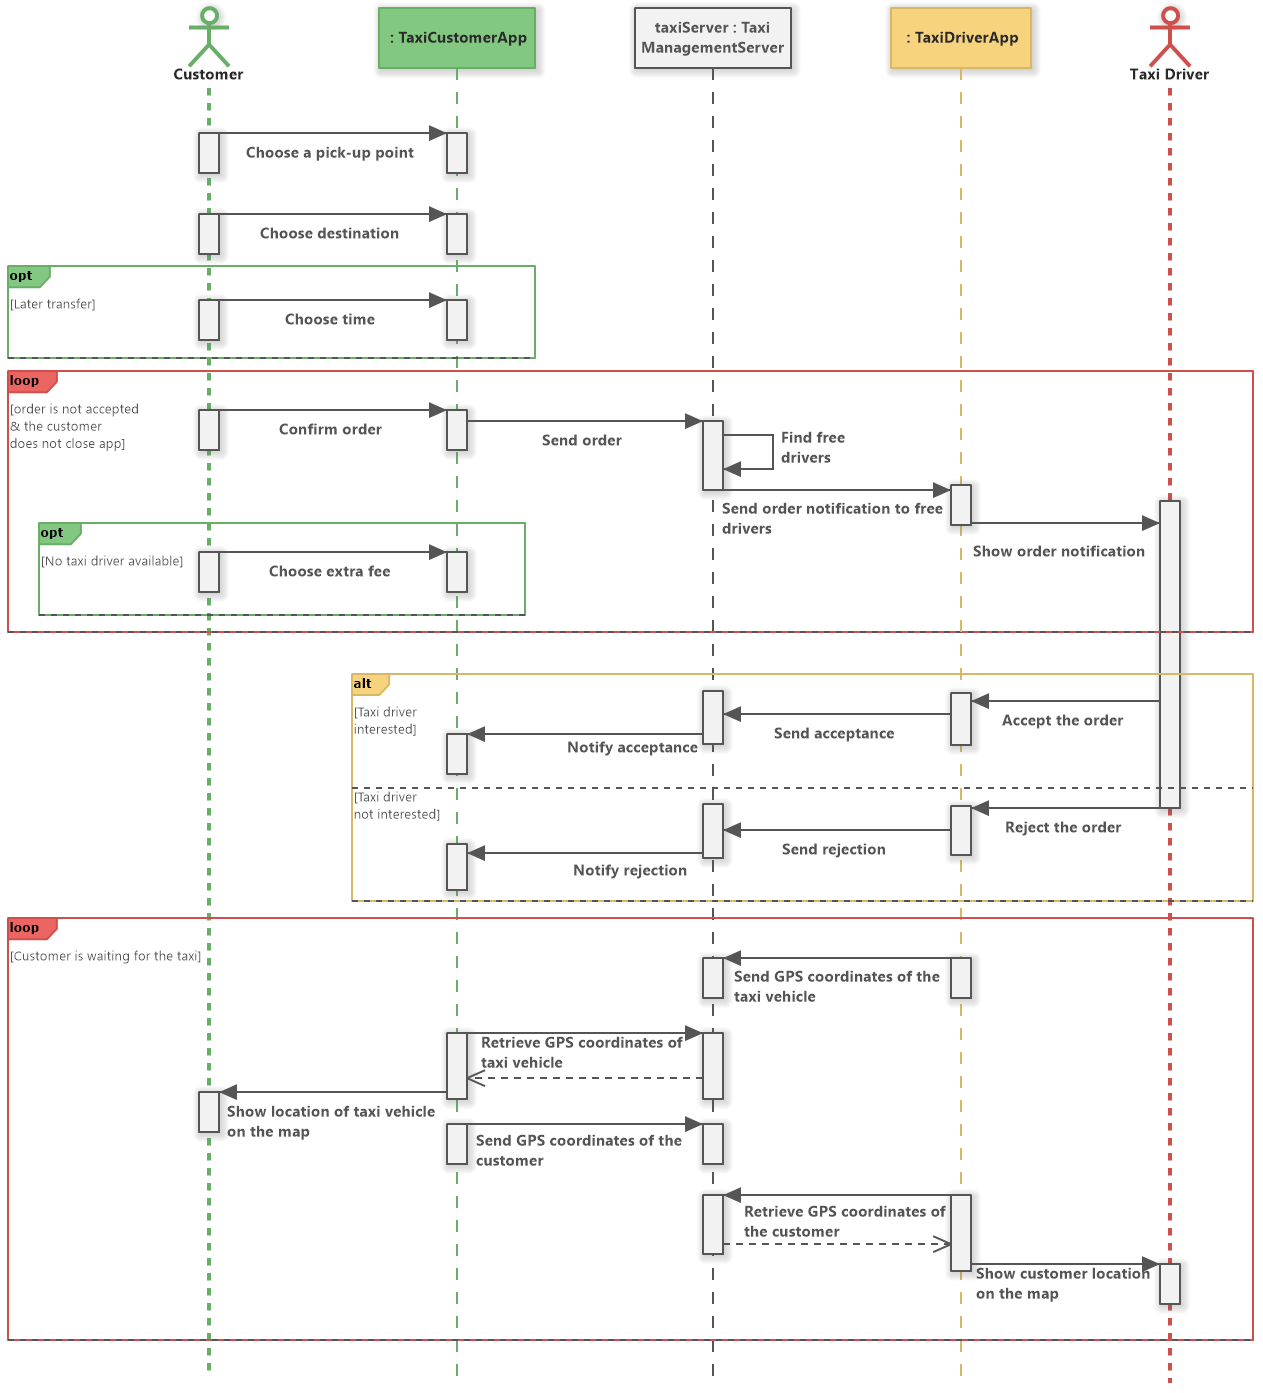 Customer
: TaxiCustomerApp
taxiServer : Taxi
ManagementServer
: TaxiDriverApp
Taxi Driver
Choose a pick-up point
Choose destination
opt
[Later transfer]
Choose time
loop
[order is not accepted
& the customer
does not close app]
Confirm order
Send order
Find free
drivers
Send order notification to free
drivers
Show order notification
opt
[No taxi driver available]
Choose extra fee
alt
[Taxi driver
interested]
Accept the order
Send acceptance
Notify acceptance
[Taxi driver
not interested]
Reject the order
Send rejection
Notify rejection
loop
[Customer is waiting for the taxi]
Send GPS coordinates of the
taxi vehicle
Retrieve GPS coordinates of
taxi vehicle
Show location of taxi vehicle
on the map
Send GPS coordinates of the
customer
Retrieve GPS coordinates of
the customer
Show customer location
on the map